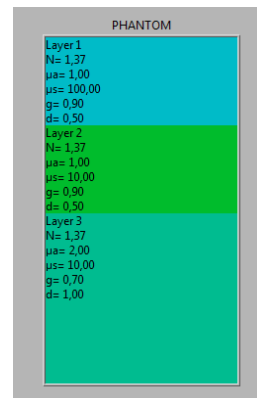 PHANTOM
Layer 1
N= 1,37
μa= 1,00
μs= 100,00
g= 0,90
d= 0,50
Layer 2
N= 1,37
μa= 1,00
μs= 10,00
g= 0,90
d= 0,50
Layer 3
N= 1,37
μa= 2,00
μs= 10,00
g= 0,70
d= 1,00